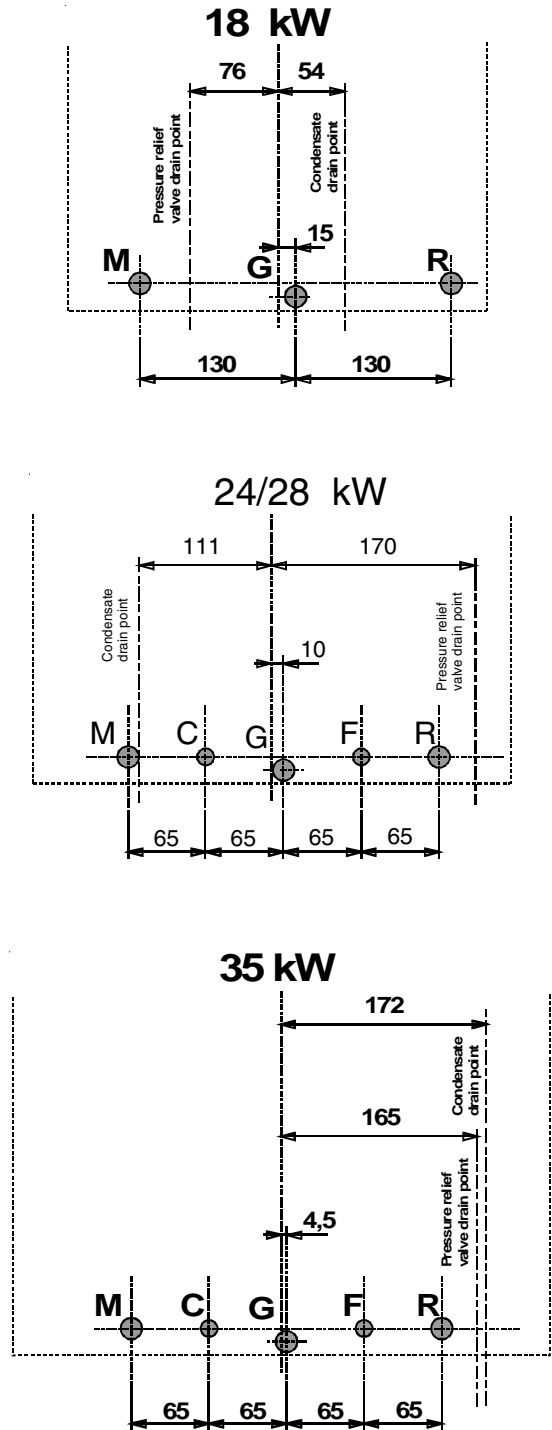 18 kW
76 54
Pressure relief
valve drain point
Condensate
drain point
15
M G R
130 130
24/28 kW
111 170
Condensate
drain point
Pressure relief
valve drain point
10
M C G F R
65 65 65 65
35 kW
172
Condensate
drain point
165
Pressure relief
valve drain point
4,5
M C G F R
65 65 65 65